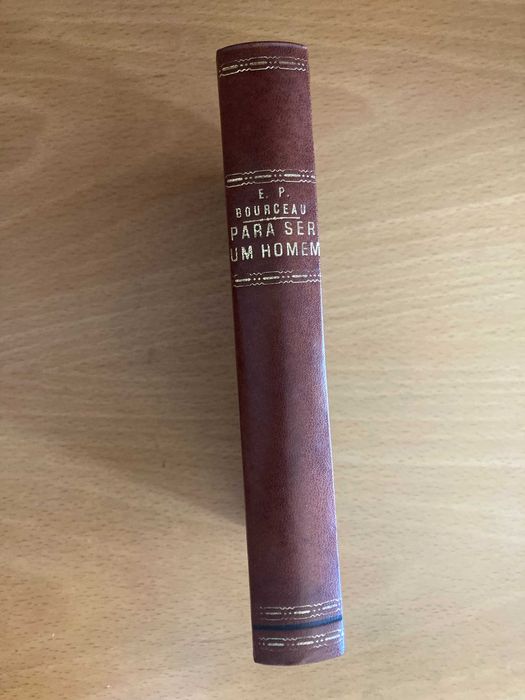 E. P.
BOURCEAU
PARA SER
UM HOMEM